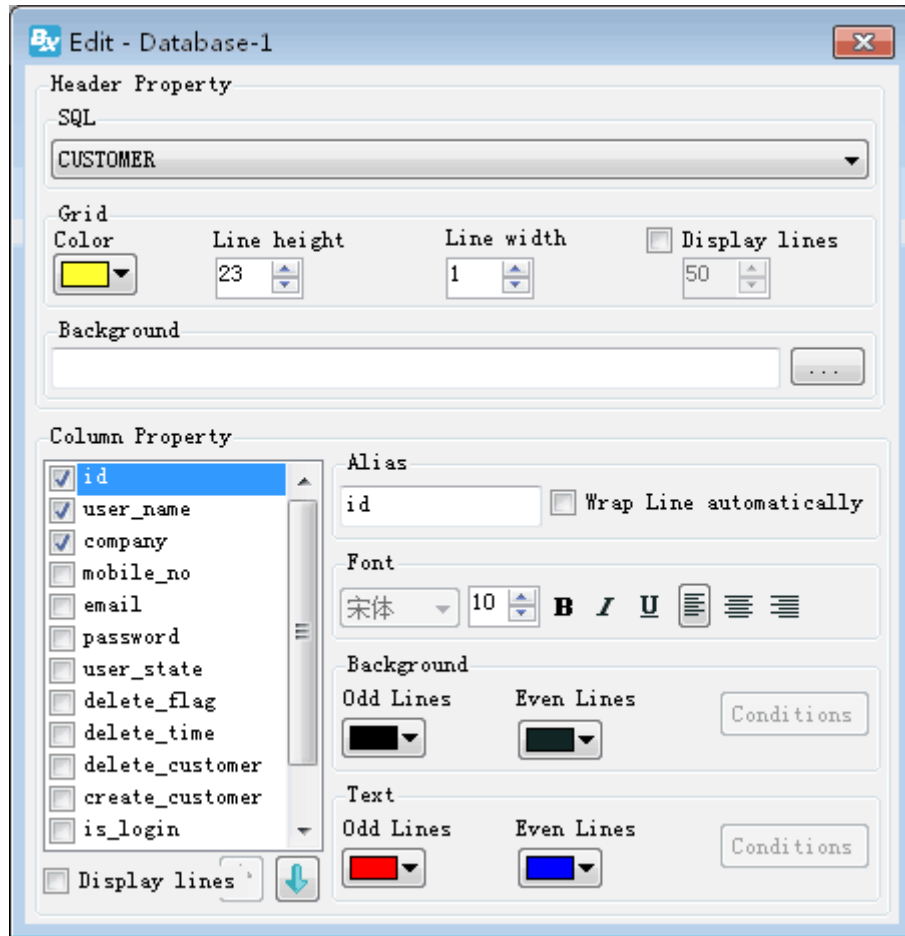 Bx Edit - Database-1
Header Property
SQL
CUSTOMER
Grid
Color Line height Line width Display lines
23 1 50
Background
...
Column Property
id
user_name
company
mobile_no
email
password
user_state
delete_flag
delete_time
delete_customer
create_customer
is_login
Display lines
Alias
id Wrap Line automatically
Font
宋体 10 B I U
Background
Odd Lines Even Lines Conditions
Text
Odd Lines Even Lines Conditions